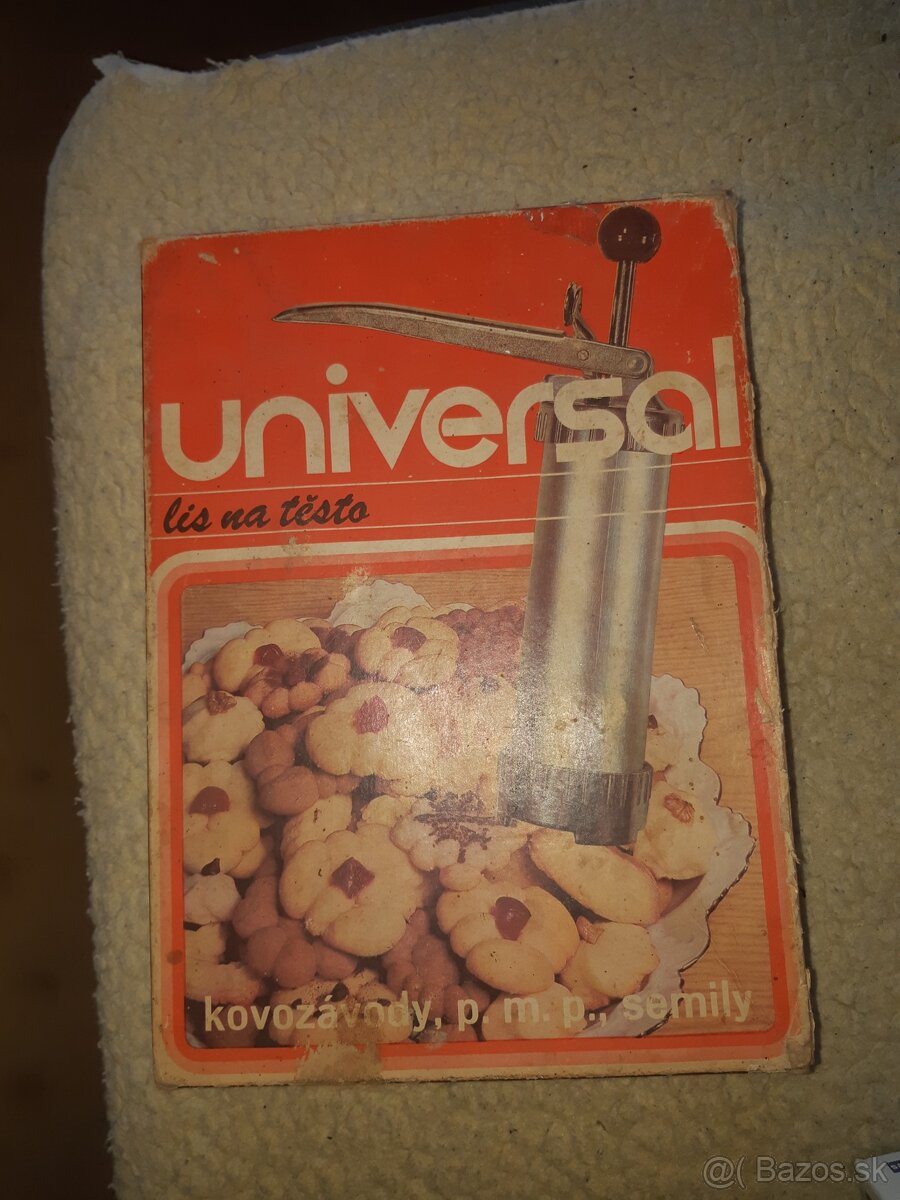 universal
lis na těsto
kovozávody, p. m. p., semily
@( Bazos.sk